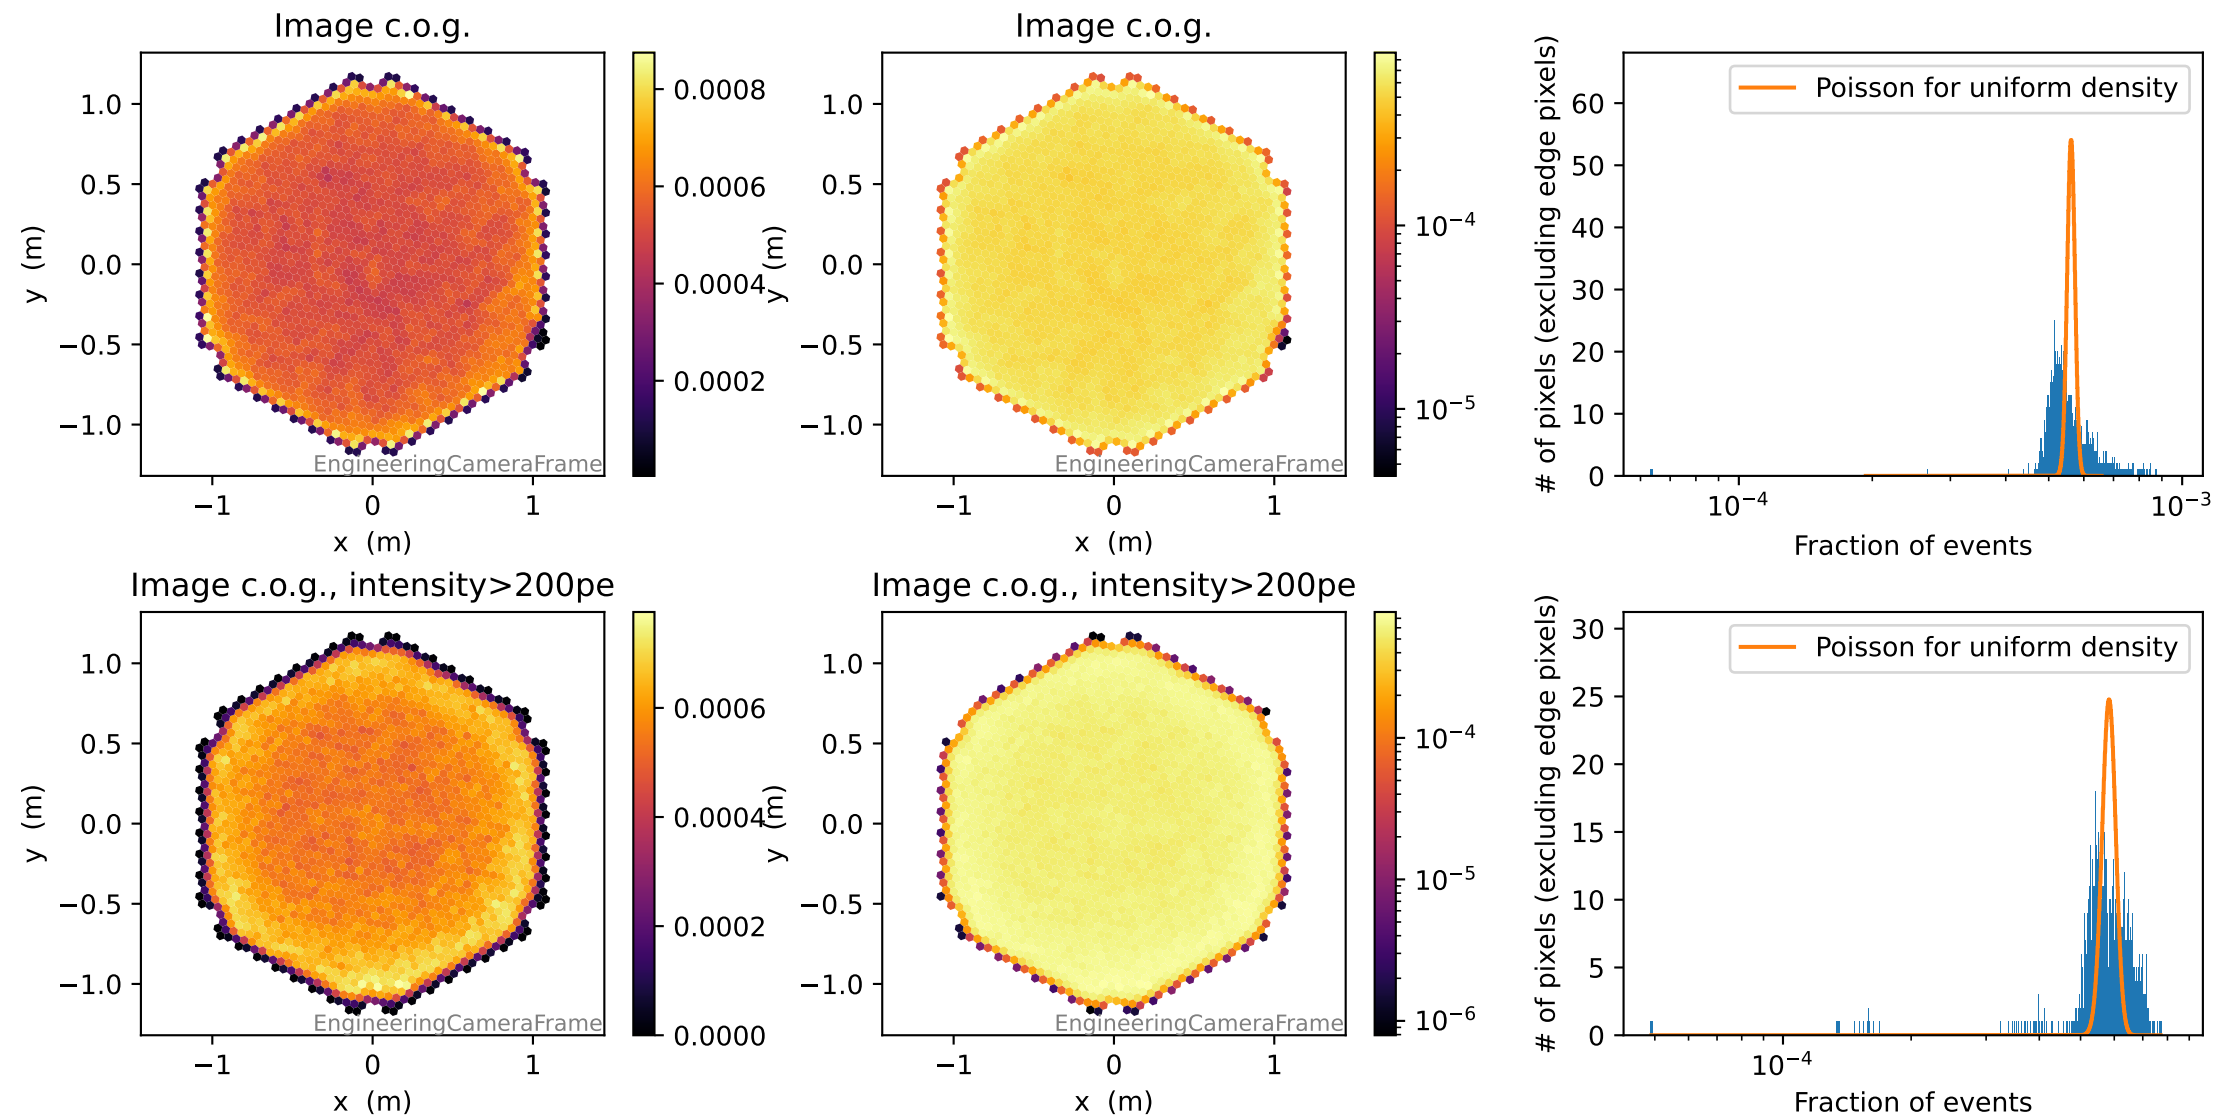 Image c.o.g.
1.0
0.5
0.0
−0.5
−1.0
y (m)
−1
0
1
x (m)
EngineeringCameraFrame
0.0008
0.0006
0.0004
0.0002
Image c.o.g.
1.0
0.5
0.0
−0.5
−1.0
y (m)
−1
0
1
x (m)
EngineeringCameraFrame
10⁻⁴
10⁻⁵
# of pixels (excluding edge pixels)
60
50
40
30
20
10
0
Poisson for uniform density
10⁻⁴
10⁻³
Fraction of events
Image c.o.g., intensity>200pe
1.0
0.5
0.0
−0.5
−1.0
y (m)
−1
0
1
x (m)
EngineeringCameraFrame
0.0006
0.0004
0.0002
0.0000
Image c.o.g., intensity>200pe
1.0
0.5
0.0
−0.5
−1.0
y (m)
−1
0
1
x (m)
EngineeringCameraFrame
10⁻⁴
10⁻⁵
10⁻⁶
# of pixels (excluding edge pixels)
30
25
20
15
10
5
0
Poisson for uniform density
10⁻⁴
Fraction of events